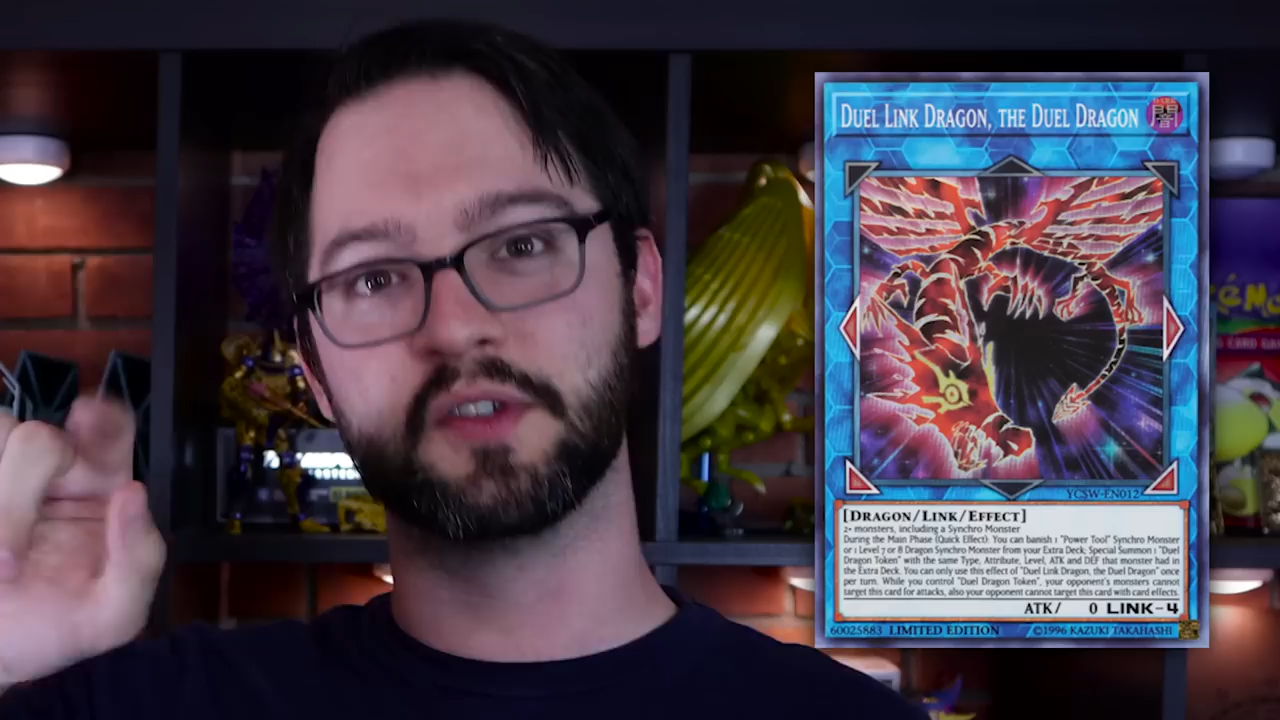 DUEL LINK DRAGON, THE DUEL DRAGON
DARK
闇
YCSW-EN012
[DRAGON/LINK/EFFECT]
2+ monsters, including a Synchro Monster
During the Main Phase (Quick Effect): You can banish 1 "Power Tool" Synchro Monster
or 1 Level 7 or 8 Dragon Synchro Monster from your Extra Deck; Special Summon 1 "Duel
Dragon Token" with the same Type, Attribute, Level, ATK and DEF that monster had in
the Extra Deck. You can only use this effect of "Duel Link Dragon, the Duel Dragon" once
per turn. While you control "Duel Dragon Token", your opponent's monsters cannot
target this card for attacks, also your opponent cannot target this card with card effects.
ATK/ 0 LINK-4
60025883 LIMITED EDITION ©1996 KAZUKI TAKAHASHI